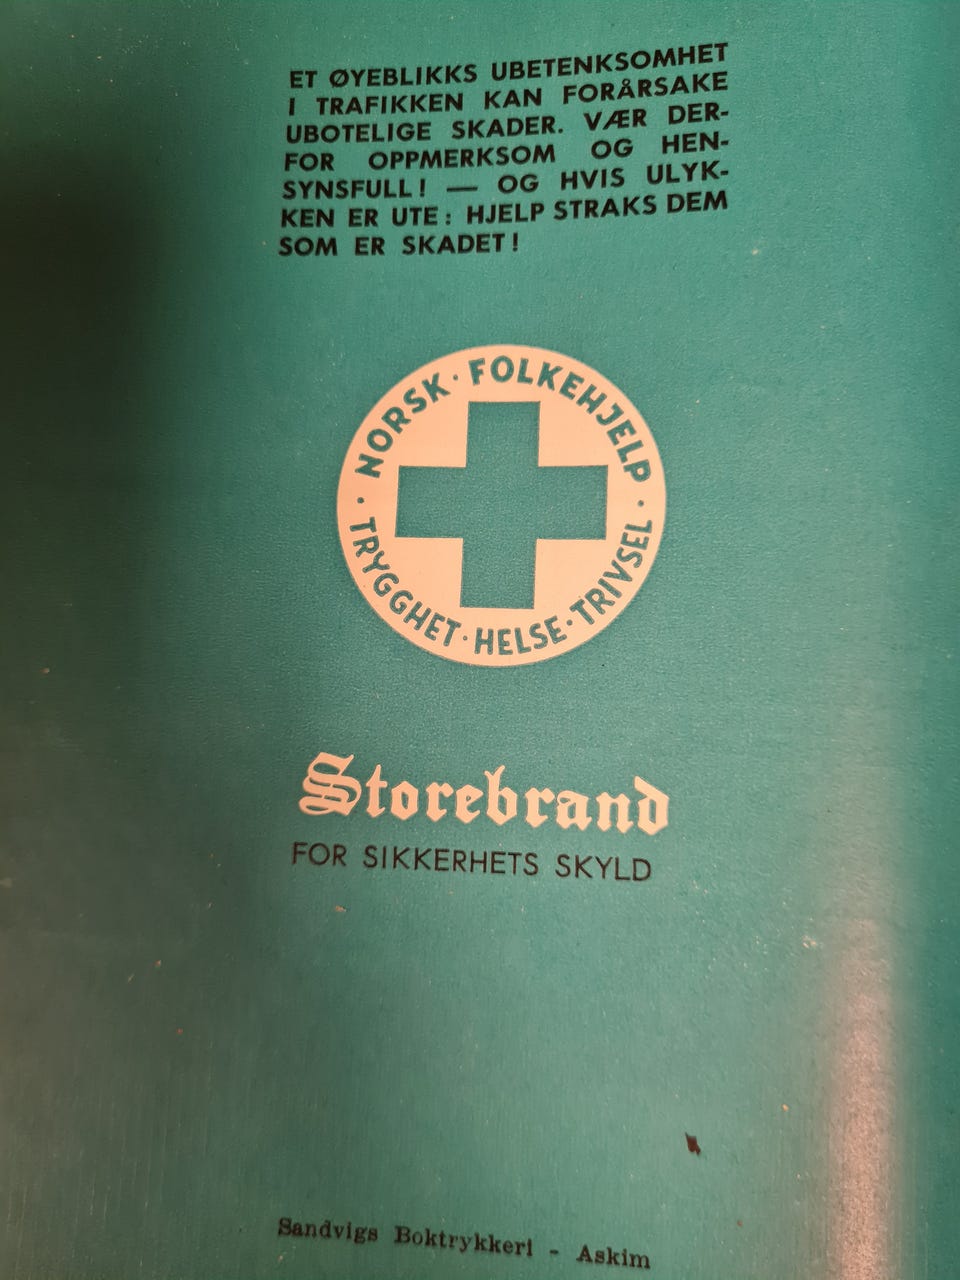 ET ØYEBLIKKS UBETENKSOMHET
I TRAFIKKEN KAN FORÅRSAKE
UBOTELIGE SKADER. VÆR DER-
FOR OPPMERKSOM OG HEN-
SYNSFULL! — OG HVIS ULYK-
KEN ER UTE: HJELP STRAKS DEM
SOM ER SKADET!
· NORSK · FOLKEHJELP ·
TRYGGHET · HELSE · TRIVSEL
Storebrand
FOR SIKKERHETS SKYLD
Sandvigs Boktrykkeri - Askim